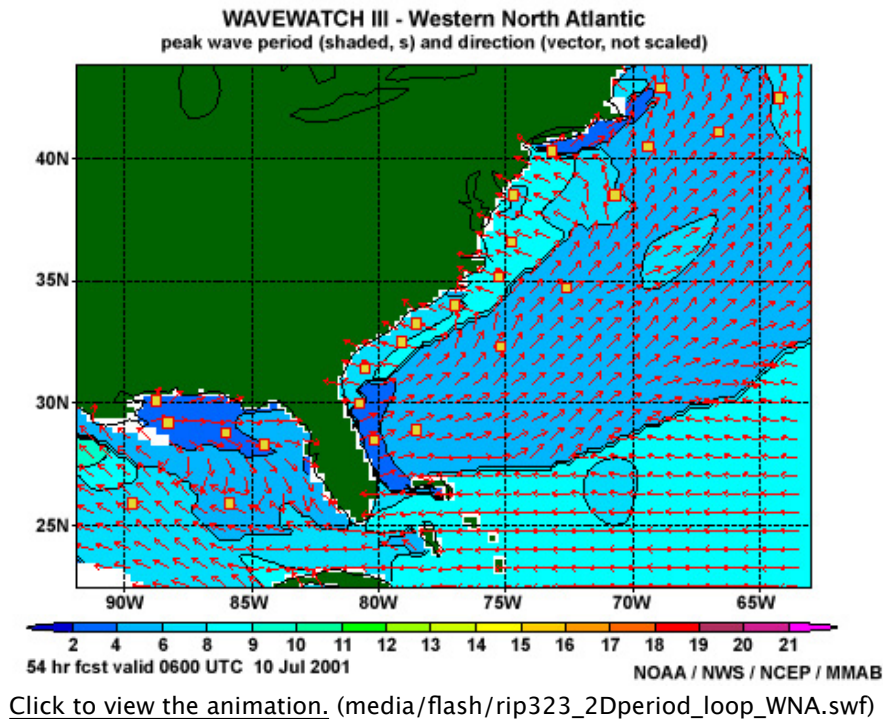 WAVEWATCH III - Western North Atlantic
peak wave period (shaded, s) and direction (vector, not scaled)
40N
35N
30N
25N
90W 85W 80W 75W 70W 65W
2 4 6 8 9 10 11 12 13 14 15 16 17 18 19 20 21
54 hr fcst valid 0600 UTC 10 Jul 2001
NOAA / NWS / NCEP / MMAB
Click to view the animation. (media/flash/rip323_2Dperiod_loop_WNA.swf)